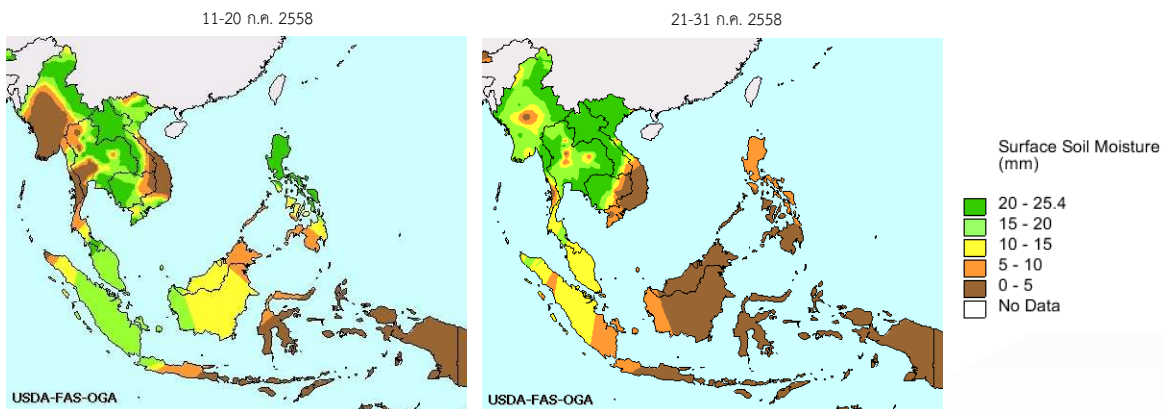 11-20 ก.ค. 2558
21-31 ก.ค. 2558
USDA-FAS-OGA
USDA-FAS-OGA
Surface Soil Moisture
(mm)
20 - 25.4
15 - 20
10 - 15
5 - 10
0 - 5
No Data